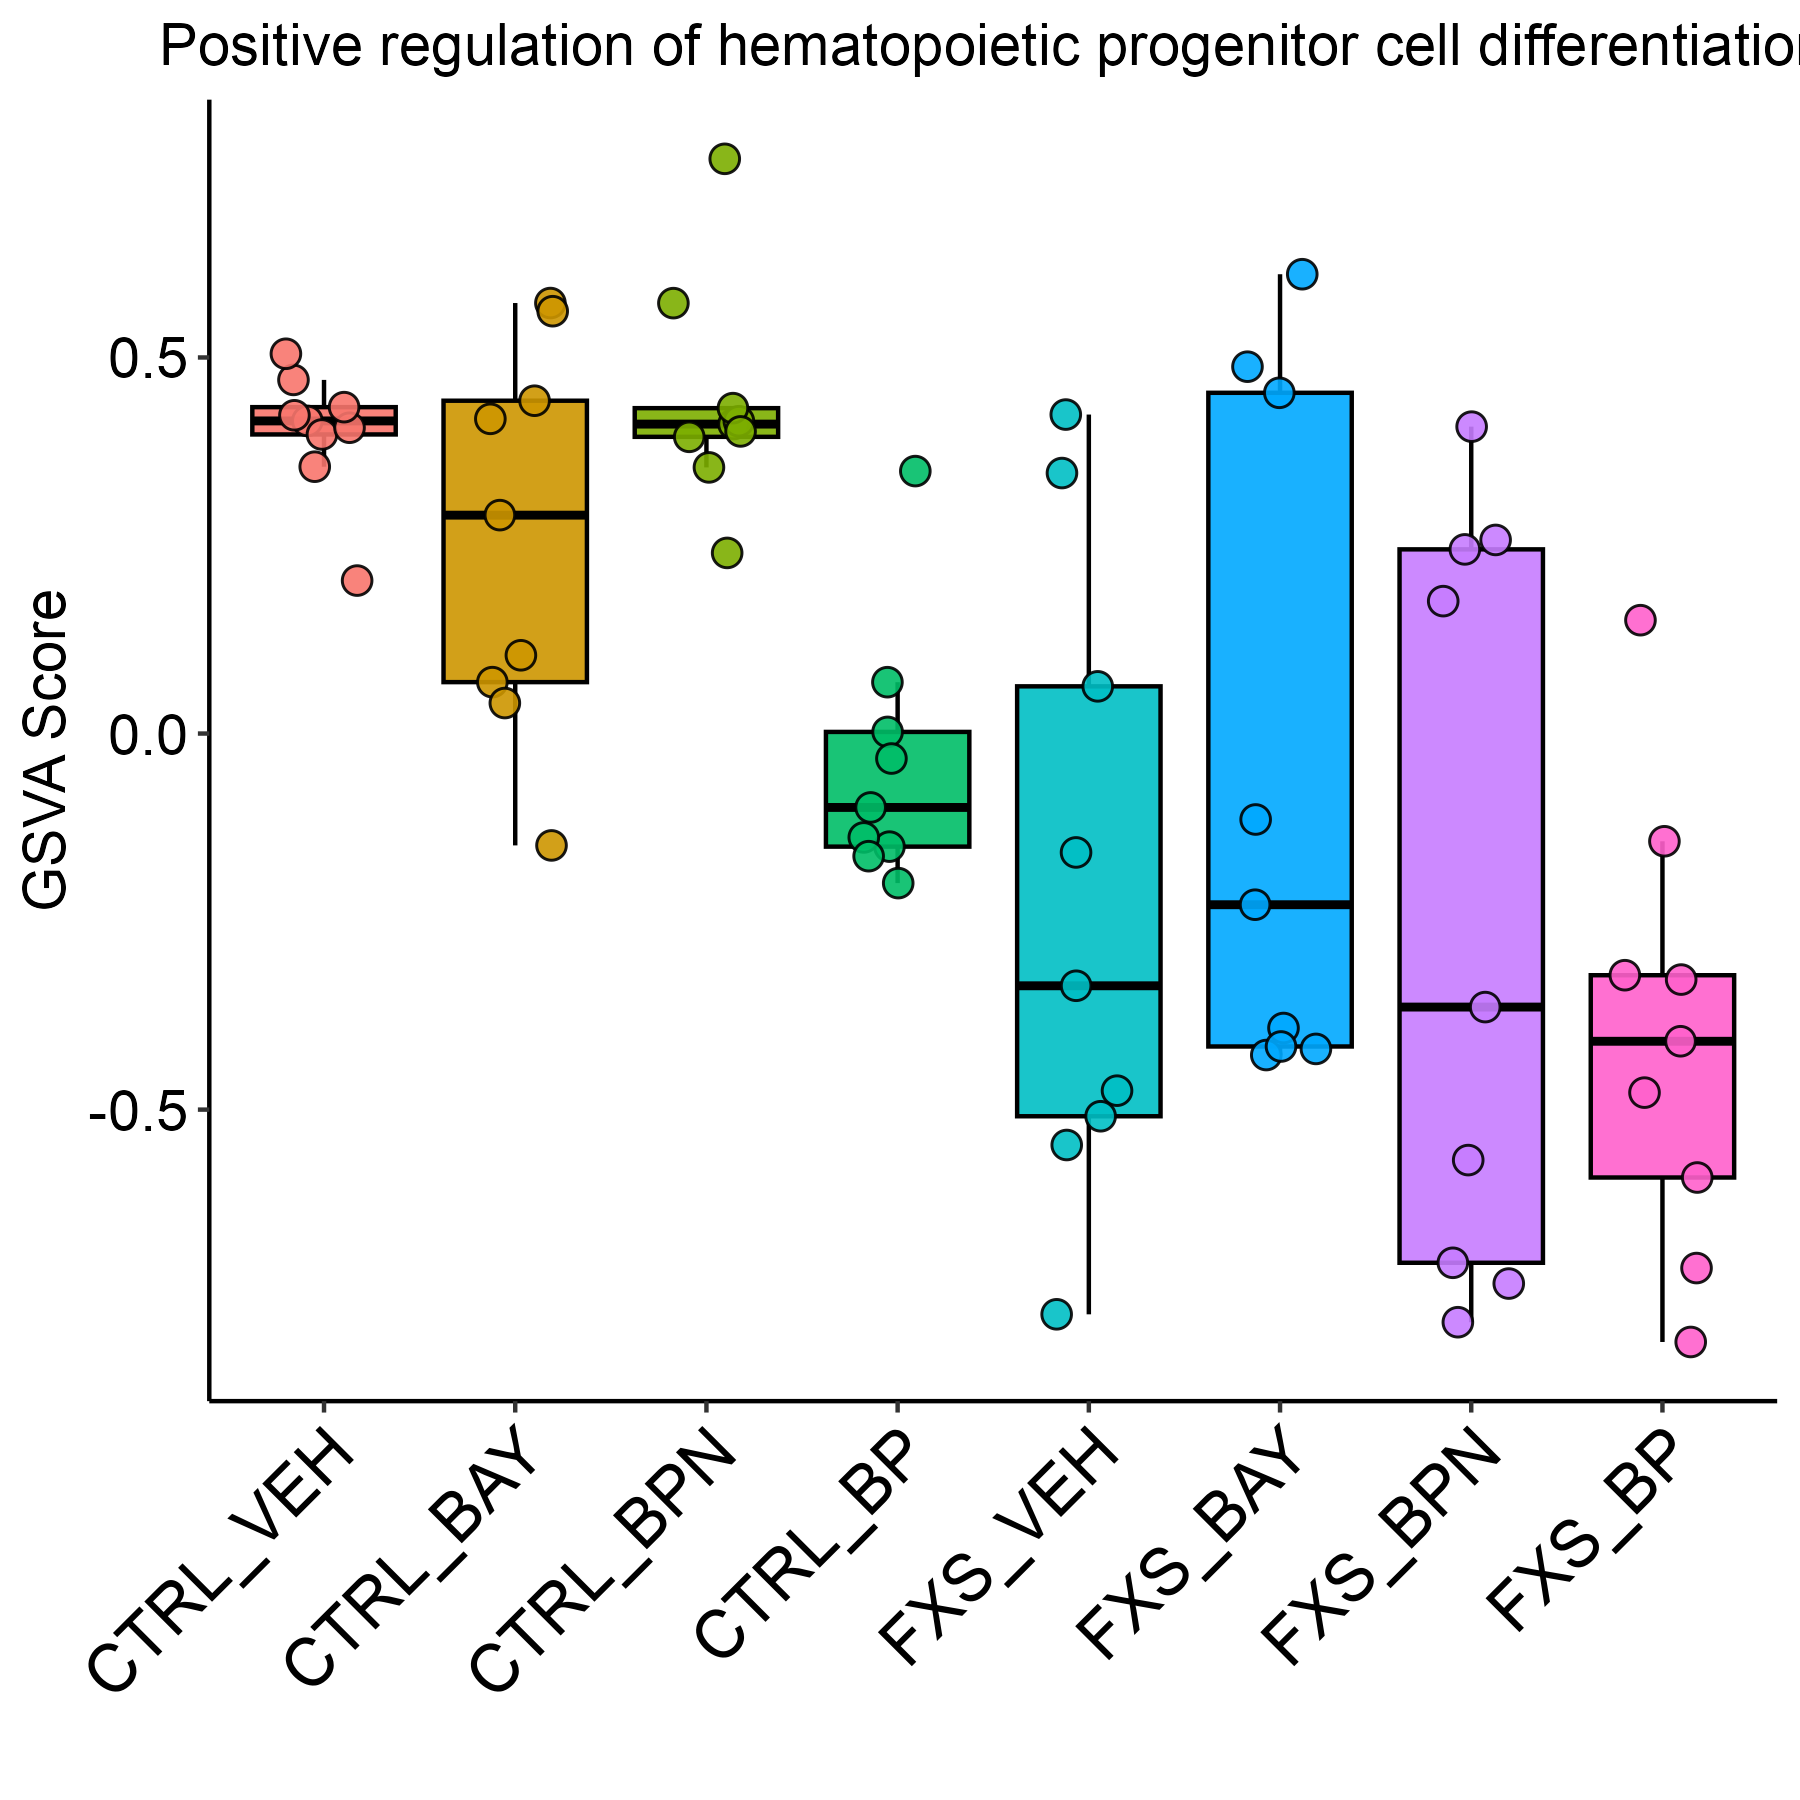 Positive regulation of hematopoietic progenitor cell differentiation
GSVA Score
0.5
0.0
-0.5
CTRL_VEH
CTRL_BAY
CTRL_BPN
CTRL_BP
FXS_VEH
FXS_BAY
FXS_BPN
FXS_BP